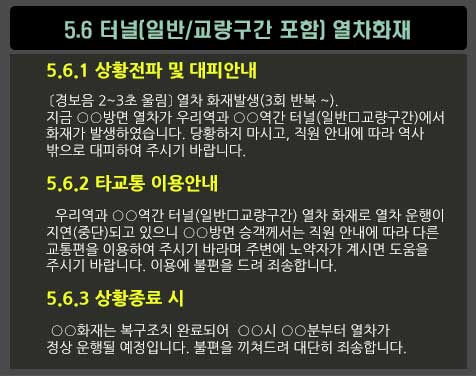 5.6 터널(일반/교량구간 포함) 열차화재
5.6.1 상황전파 및 대피안내
〔경보음 2~3초 울림〕 열차 화재발생(3회 반복 ~).
지금 ○○방면 열차가 우리역과 ○○역간 터널(일반□교량구간)에서
화재가 발생하였습니다. 당황하지 마시고, 직원 안내에 따라 역사
밖으로 대피하여 주시기 바랍니다.
5.6.2 타교통 이용안내
우리역과 ○○역간 터널(일반□교량구간) 열차 화재로 열차 운행이
지연(중단)되고 있으니 ○○방면 승객께서는 직원 안내에 따라 다른
교통편을 이용하여 주시기 바라며 주변에 노약자가 계시면 도움을
주시기 바랍니다. 이용에 불편을 드려 죄송합니다.
5.6.3 상황종료 시
○○화재는 복구조치 완료되어 ○○시 ○○분부터 열차가
정상 운행될 예정입니다. 불편을 끼쳐드려 대단히 죄송합니다.